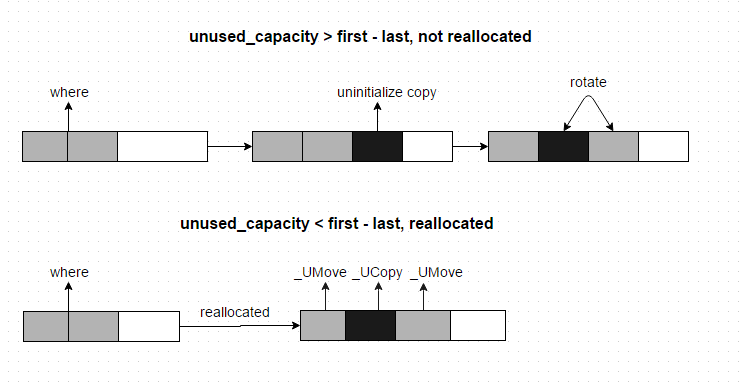 unused_capacity > first - last, not reallocated
where
uninitialize copy
rotate
unused_capacity < first - last, reallocated
where
_UMove _UCopy _UMove
reallocated